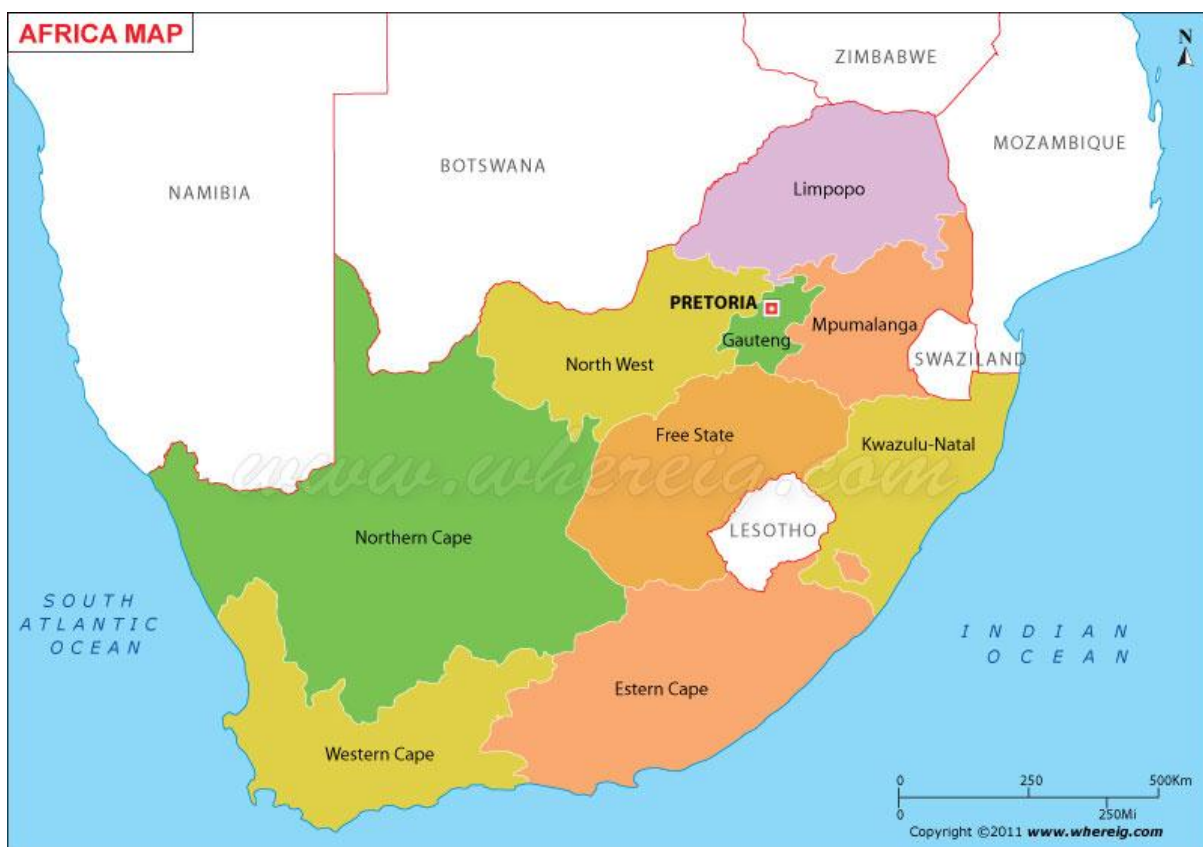 AFRICA MAP
N
ZIMBABWE
MOZAMBIQUE
BOTSWANA
NAMIBIA
Limpopo
PRETORIA
Mpumalanga
Gauteng
SWAZILAND
North West
Free State
Kwazulu-Natal
www.whereig.com
LESOTHO
Northern Cape
SOUTH
ATLANTIC
OCEAN
INDIAN
OCEAN
Estern Cape
Western Cape
0 250 500Km
0 250Mi
Copyright ©2011 www.whereig.com